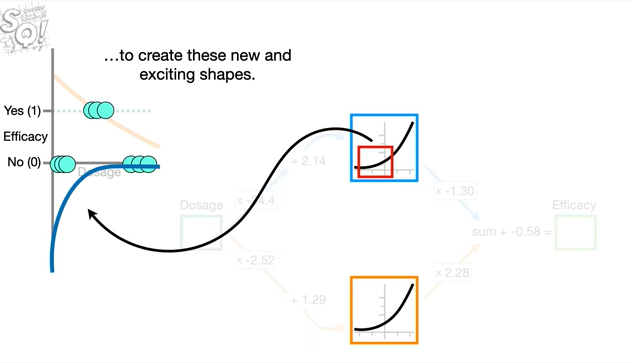 SQ!
...to create these new and
exciting shapes.
Yes (1)
Efficacy
No (0)
Dosage
+ 2.14
x -1.30
Dosage
Efficacy
sum + -0.58 =
x -2.52
x 2.28
+ 1.29